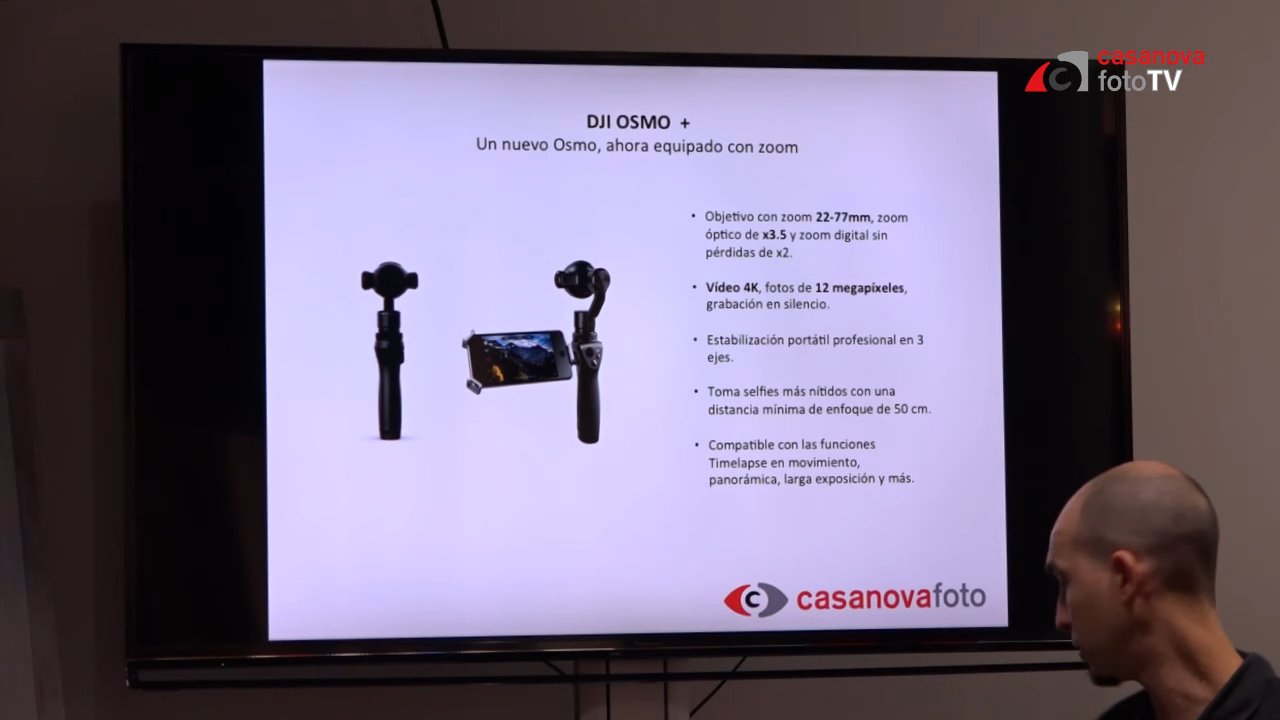 casanova
fotoTV
DJI OSMO +
Un nuevo Osmo, ahora equipado con zoom
• Objetivo con zoom 22-77mm, zoom
óptico de x3.5 y zoom digital sin
pérdidas de x2.
• Vídeo 4K, fotos de 12 megapíxeles,
grabación en silencio.
• Estabilización portátil profesional en 3
ejes.
• Toma selfies más nítidos con una
distancia mínima de enfoque de 50 cm.
• Compatible con las funciones
Timelapse en movimiento,
panorámica, larga exposición y más.
casanovafoto